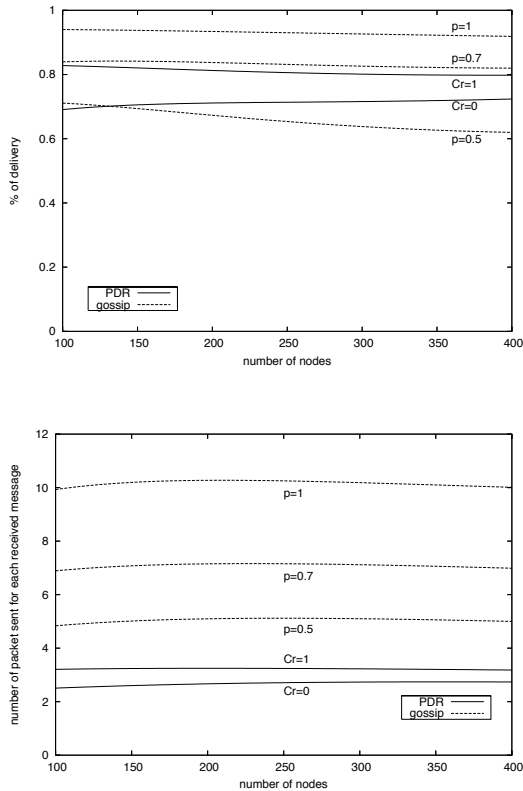 1
p=1
p=0.7
0.8
Cr=1
Cr=0
0.6
p=0.5
% of delivery
0.4
0.2
PDR
gossip
0
100 150 200 250 300 350 400
number of nodes
12
10
p=1
8
p=0.7
6
p=0.5
number of packet sent for each received message
4
Cr=1
Cr=0
2
PDR
gossip
0
100 150 200 250 300 350 400
number of nodes